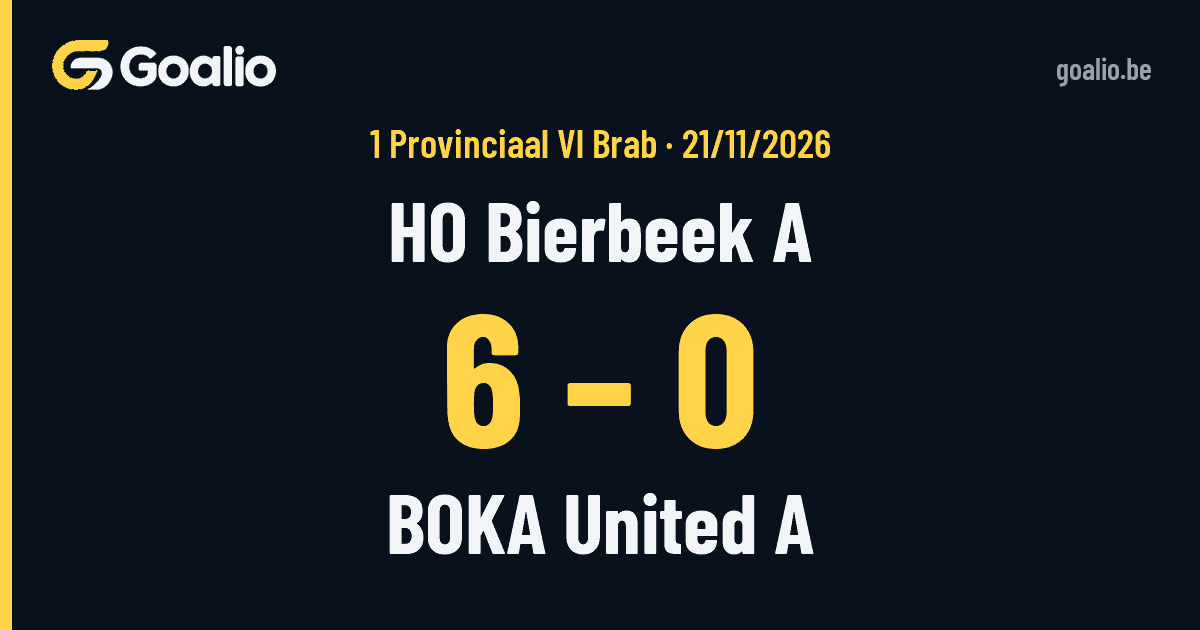 Goalio
goalio.be
1 Provinciaal Vl Brab · 21/11/2026
HO Bierbeek A
6 – 0
BOKA United A